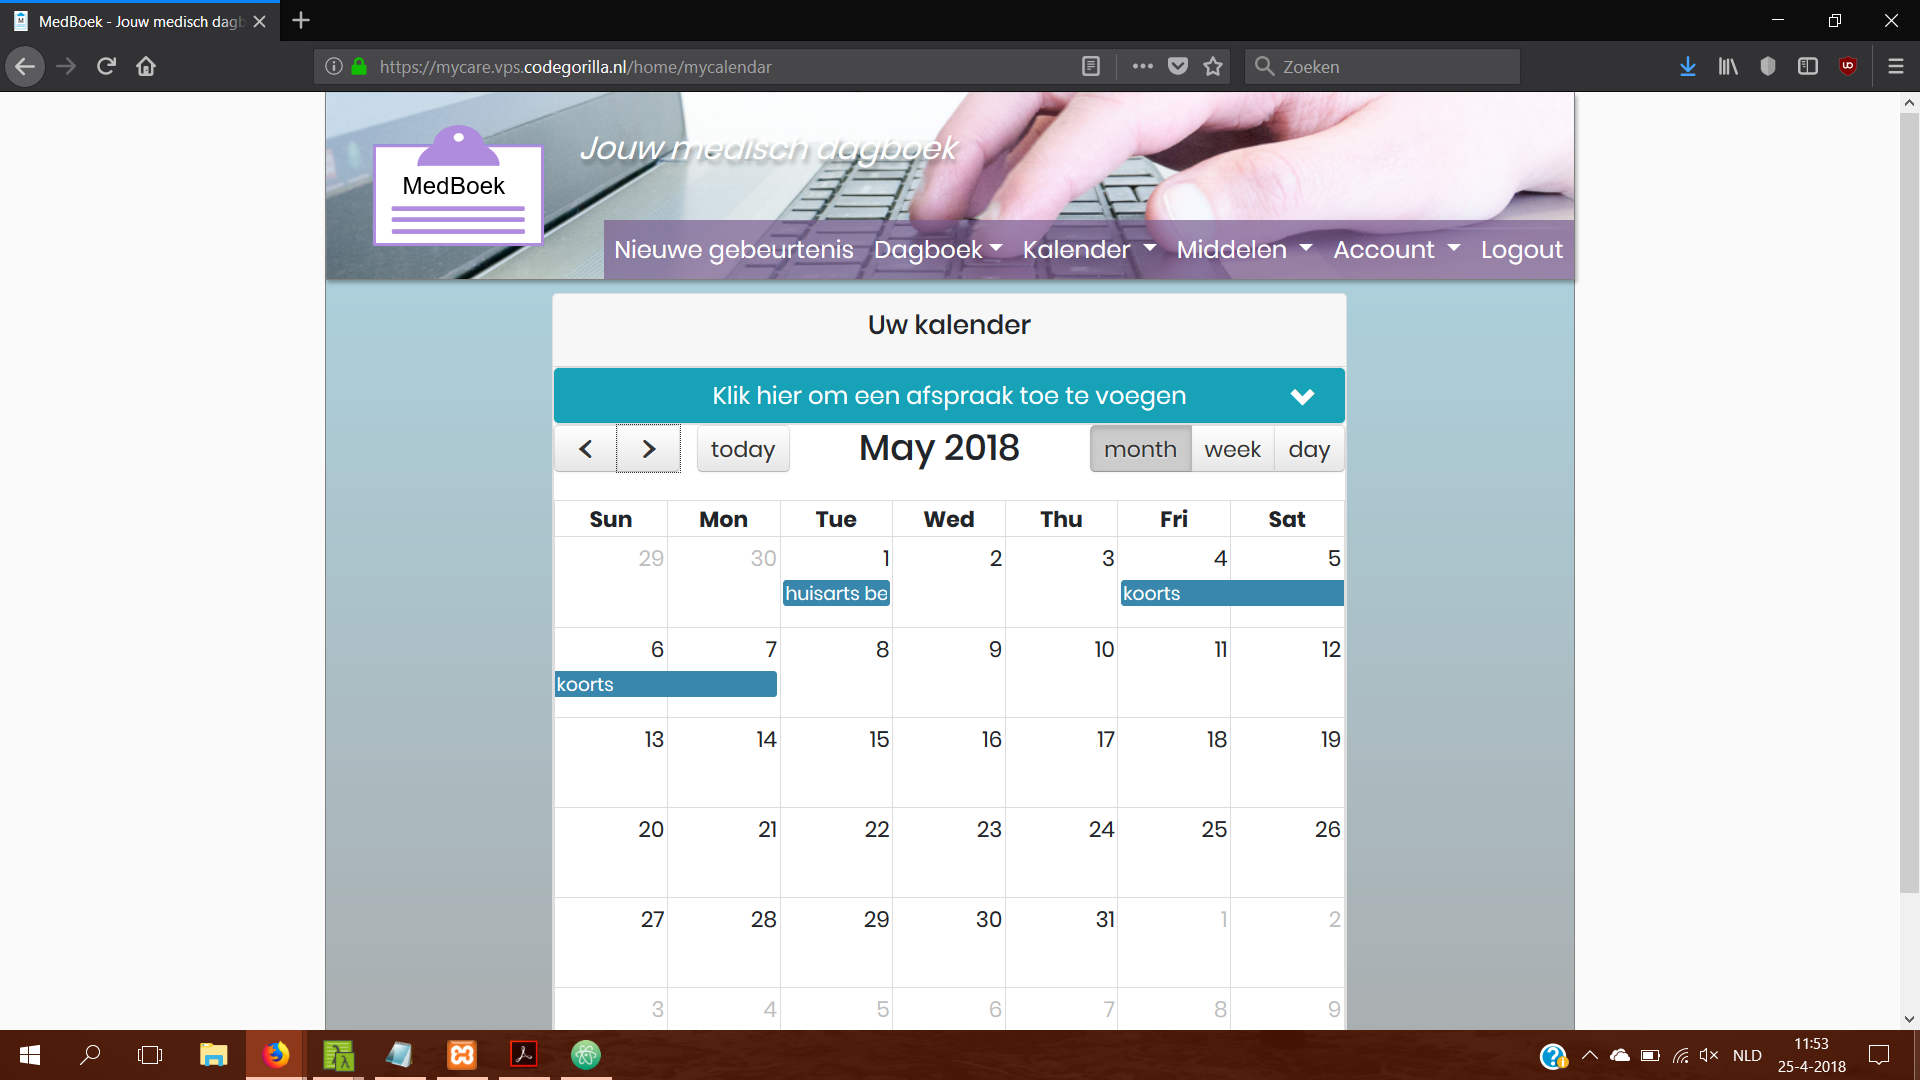 MedBoek - Jouw medisch dagb
https://mycare.vps.codegorilla.nl/home/mycalendar
Zoeken
Jouw medisch dagboek
MedBoek
Nieuwe gebeurtenis Dagboek Kalender Middelen Account Logout
Uw kalender
Klik hier om een afspraak toe te voegen
today May 2018 month week day
Sun Mon Tue Wed Thu Fri Sat
29 30 1 2 3 4 5
huisarts be koorts
6 7 8 9 10 11 12
koorts
13 14 15 16 17 18 19
20 21 22 23 24 25 26
27 28 29 30 31 1 2
3 4 5 6 7 8 9
11:53
NLD
25-4-2018